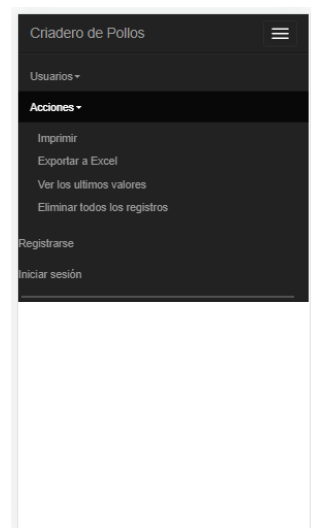 Criadero de Pollos
Usuarios
Acciones
Imprimir
Exportar a Excel
Ver los ultimos valores
Eliminar todos los registros
Registrarse
Iniciar sesión